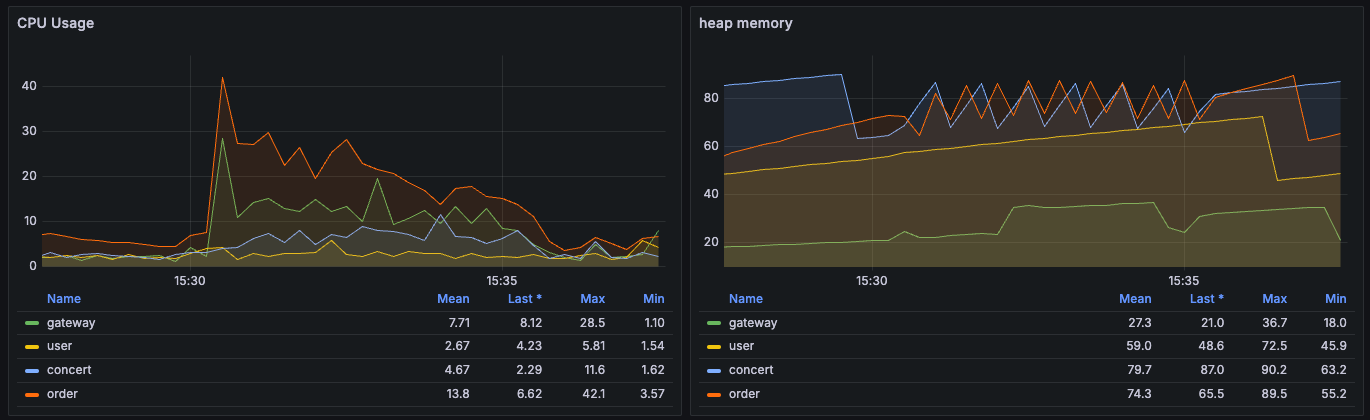 CPU Usage
40
30
20
10
0
15:30 15:35
Name Mean Last * Max Min
gateway 7.71 8.12 28.5 1.10
user 2.67 4.23 5.81 1.54
concert 4.67 2.29 11.6 1.62
order 13.8 6.62 42.1 3.57
heap memory
80
60
40
20
15:30 15:35
Name Mean Last * Max Min
gateway 27.3 21.0 36.7 18.0
user 59.0 48.6 72.5 45.9
concert 79.7 87.0 90.2 63.2
order 74.3 65.5 89.5 55.2